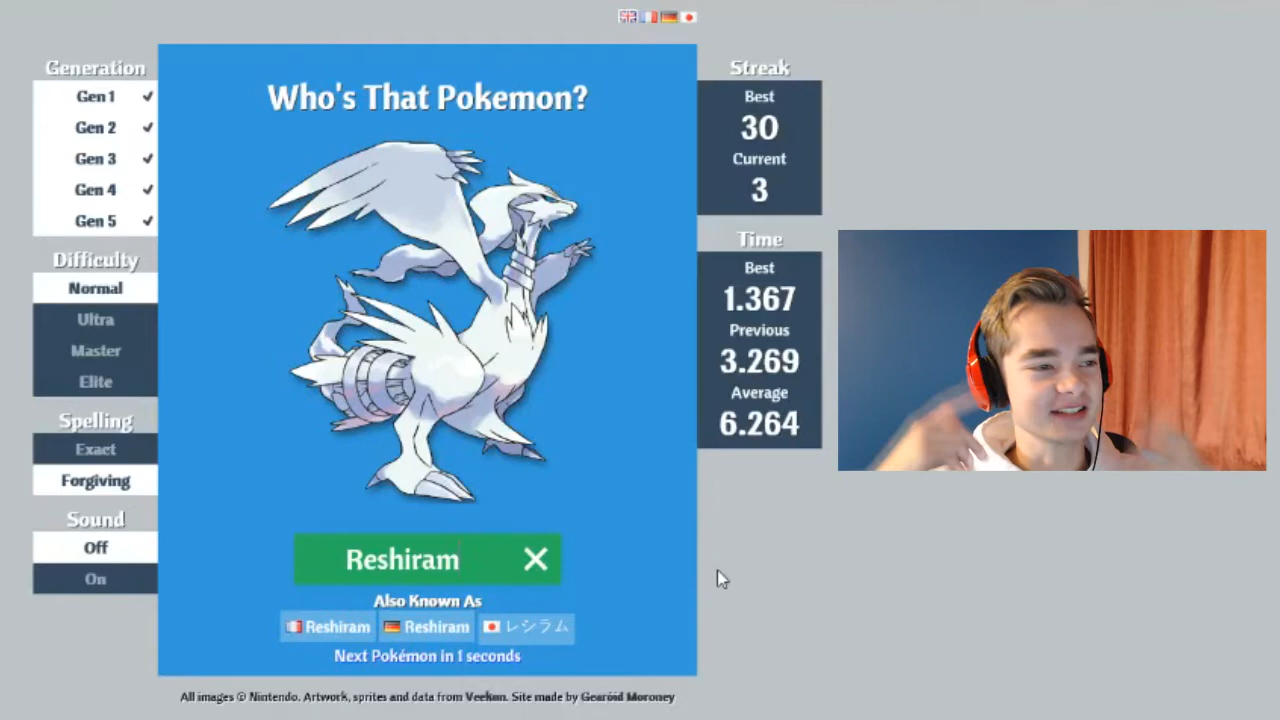 Generation
Gen 1
Gen 2
Gen 3
Gen 4
Gen 5
Difficulty
Normal
Ultra
Master
Elite
Spelling
Exact
Forgiving
Sound
Off
On
Who's That Pokemon?
Reshiram
Also Known As
Reshiram Reshiram レシラム
Next Pokémon in 1 seconds
Streak
Best
30
Current
3
Time
Best
1.367
Previous
3.269
Average
6.264
All images © Nintendo. Artwork, sprites and data from Veekun. Site made by Gearóid Moroney